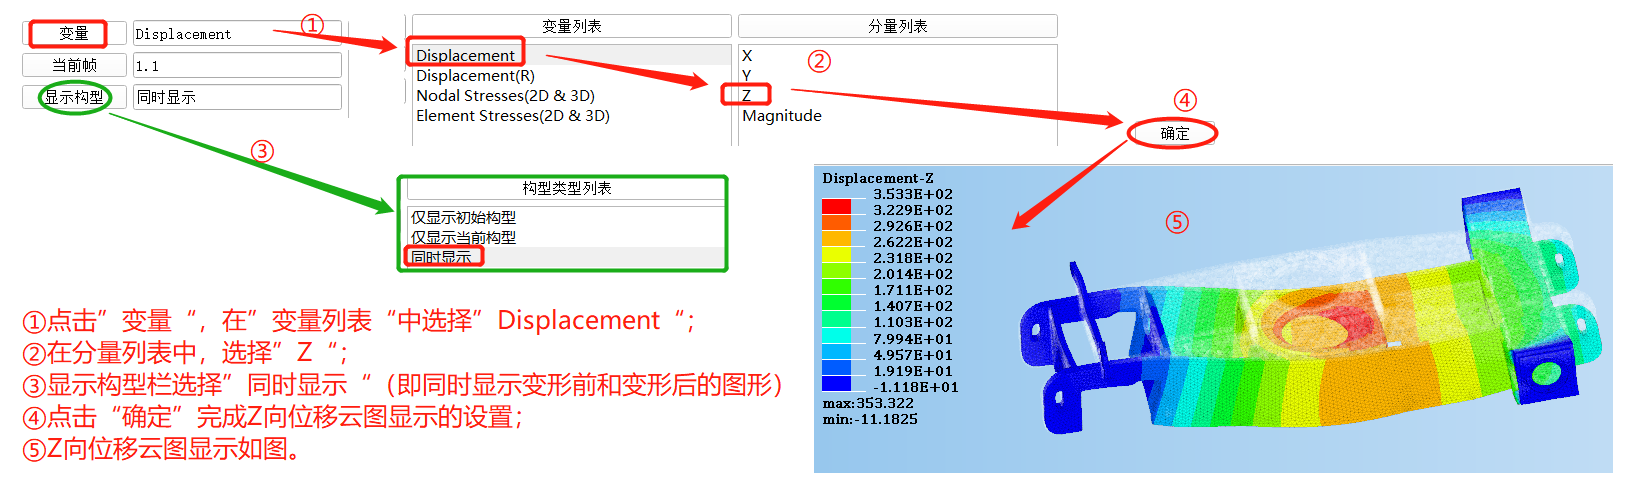 变量
Displacement
当前帧
1.1
显示构型
同时显示
①
变量列表
Displacement
Displacement(R)
Nodal Stresses(2D & 3D)
Element Stresses(2D & 3D)
分量列表
X
Y
Z
Magnitude
②
④
确定
③
构型类型列表
仅显示初始构型
仅显示当前构型
同时显示
Displacement-Z
3.533E+02
3.229E+02
2.926E+02
2.622E+02
2.318E+02
2.014E+02
1.711E+02
1.407E+02
1.103E+02
7.994E+01
4.957E+01
1.919E+01
-1.118E+01
max:353.322
min:-11.1825
⑤
①点击”变量“，在”变量列表“中选择”Displacement“；
②在分量列表中，选择”Z“；
③显示构型栏选择”同时显示“（即同时显示变形前和变形后的图形）
④点击“确定”完成Z向位移云图显示的设置；
⑤Z向位移云图显示如图。